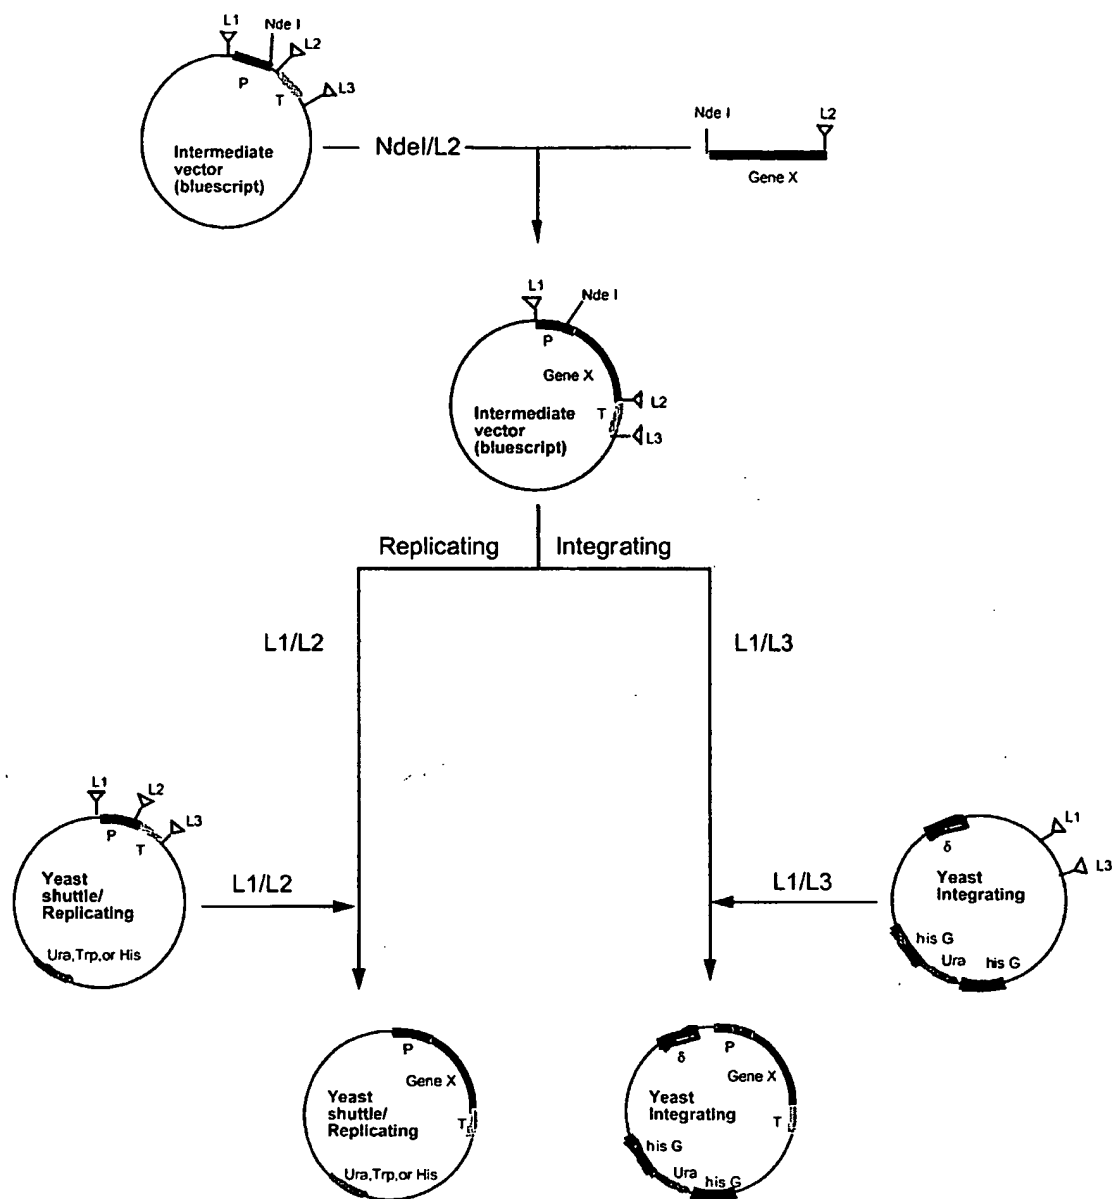 L1
Nde I
L2
P
T
L3
Intermediate
vector
(bluescript)
NdeI/L2
Nde I
L2
Gene X
L1
Nde I
P
Gene X
L2
T
L3
Intermediate
vector
(bluescript)
Replicating
Integrating
L1/L2
L1/L3
L1
L2
L3
P
T
Yeast
shuttle/
Replicating
Ura,Trp,or His
L1/L2
L1/L3
L1
L3
δ
Yeast
Integrating
his G
Ura
his G
P
Gene X
T
Yeast
shuttle/
Replicating
Ura,Trp,or His
δ
P
Gene X
T
Yeast
Integrating
his G
Ura
his G